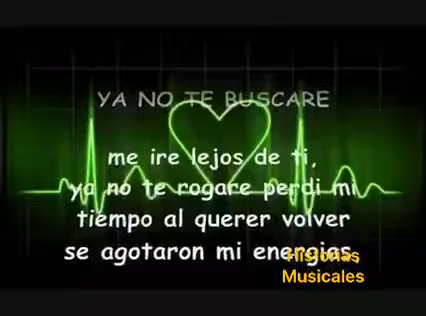 YA NO TE BUSCARE
me ire lejos de ti,
ya no te rogare perdi mi
tiempo al querer volver
se agotaron mi energias.
Historias
Musicales